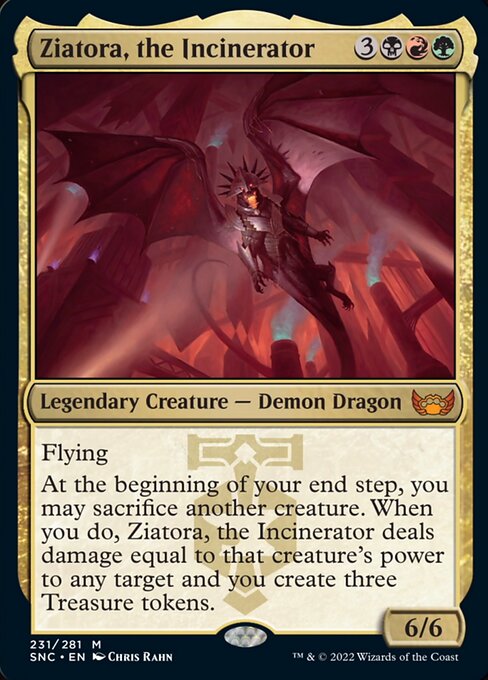 Ziatora, the Incinerator 3
Legendary Creature — Demon Dragon
Flying
At the beginning of your end step, you
may sacrifice another creature. When
you do, Ziatora, the Incinerator deals
damage equal to that creature's power
to any target and you create three
Treasure tokens.
6/6
231/281 M
SNC • EN Chris Rahn
™ & © 2022 Wizards of the Coast